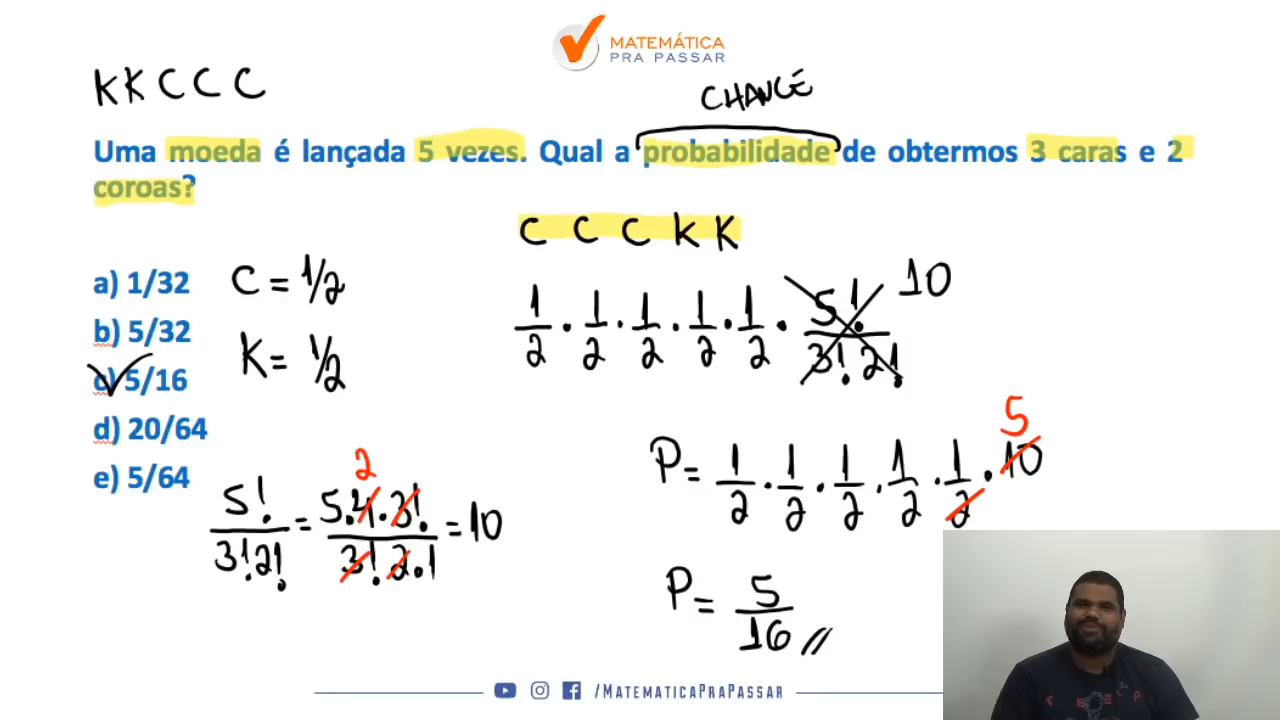 MATEMÁTICA
PRA PASSAR
KKCCC
CHANCE
Uma moeda é lançada 5 vezes. Qual a probabilidade de obtermos 3 caras e 2
coroas?
C C C K K
a) 1/32
b) 5/32
c) 5/16
d) 20/64
e) 5/64
C = 1/2
K = 1/2
1/2 . 1/2 . 1/2 . 1/2 . 1/2 . 5!/3!2! 10
5!/3!2! = 5.4.3!/3!2.1 = 10
2
P = 1/2 . 1/2 . 1/2 . 1/2 . 1/2 . 10
5
P = 5/16 //
/MATEMATICAPRAPASSAR